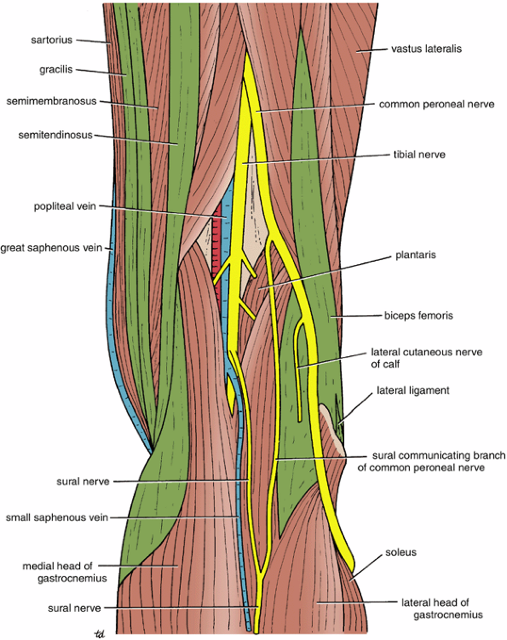 sartorius
gracilis
semimembranosus
semitendinosus
popliteal vein
great saphenous vein
sural nerve
small saphenous vein
medial head of
gastrocnemius
sural nerve
vastus lateralis
common peroneal nerve
tibial nerve
plantaris
biceps femoris
lateral cutaneous nerve
of calf
lateral ligament
sural communicating branch
of common peroneal nerve
soleus
lateral head of
gastrocnemius
td